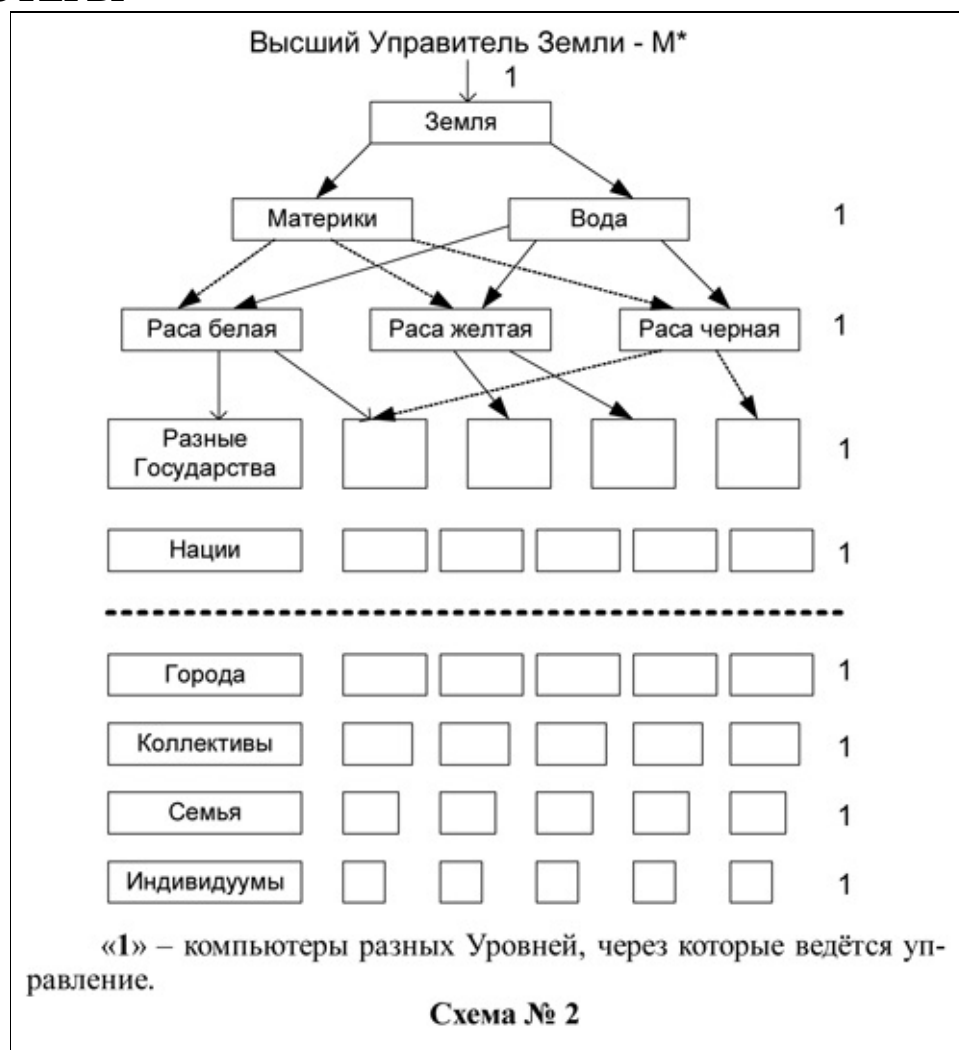 Высший Управитель Земли - М*
1
Земля
Материки
Вода
1
Раса белая
Раса желтая
Раса черная
1
Разные
Государства
1
Нации
1
Города
1
Коллективы
1
Семья
1
Индивидуумы
1
«1» – компьютеры разных Уровней, через которые ведётся уп-
равление.
Схема № 2